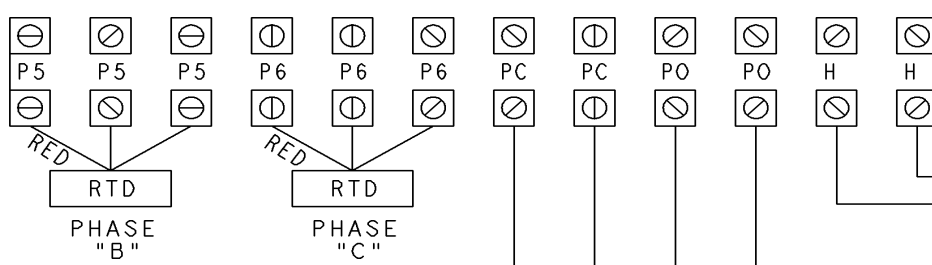 P5 P5 P5 P6 P6 P6 PC PC PO PO H H
RED RED
RTD RTD
PHASE PHASE
"B" "C"